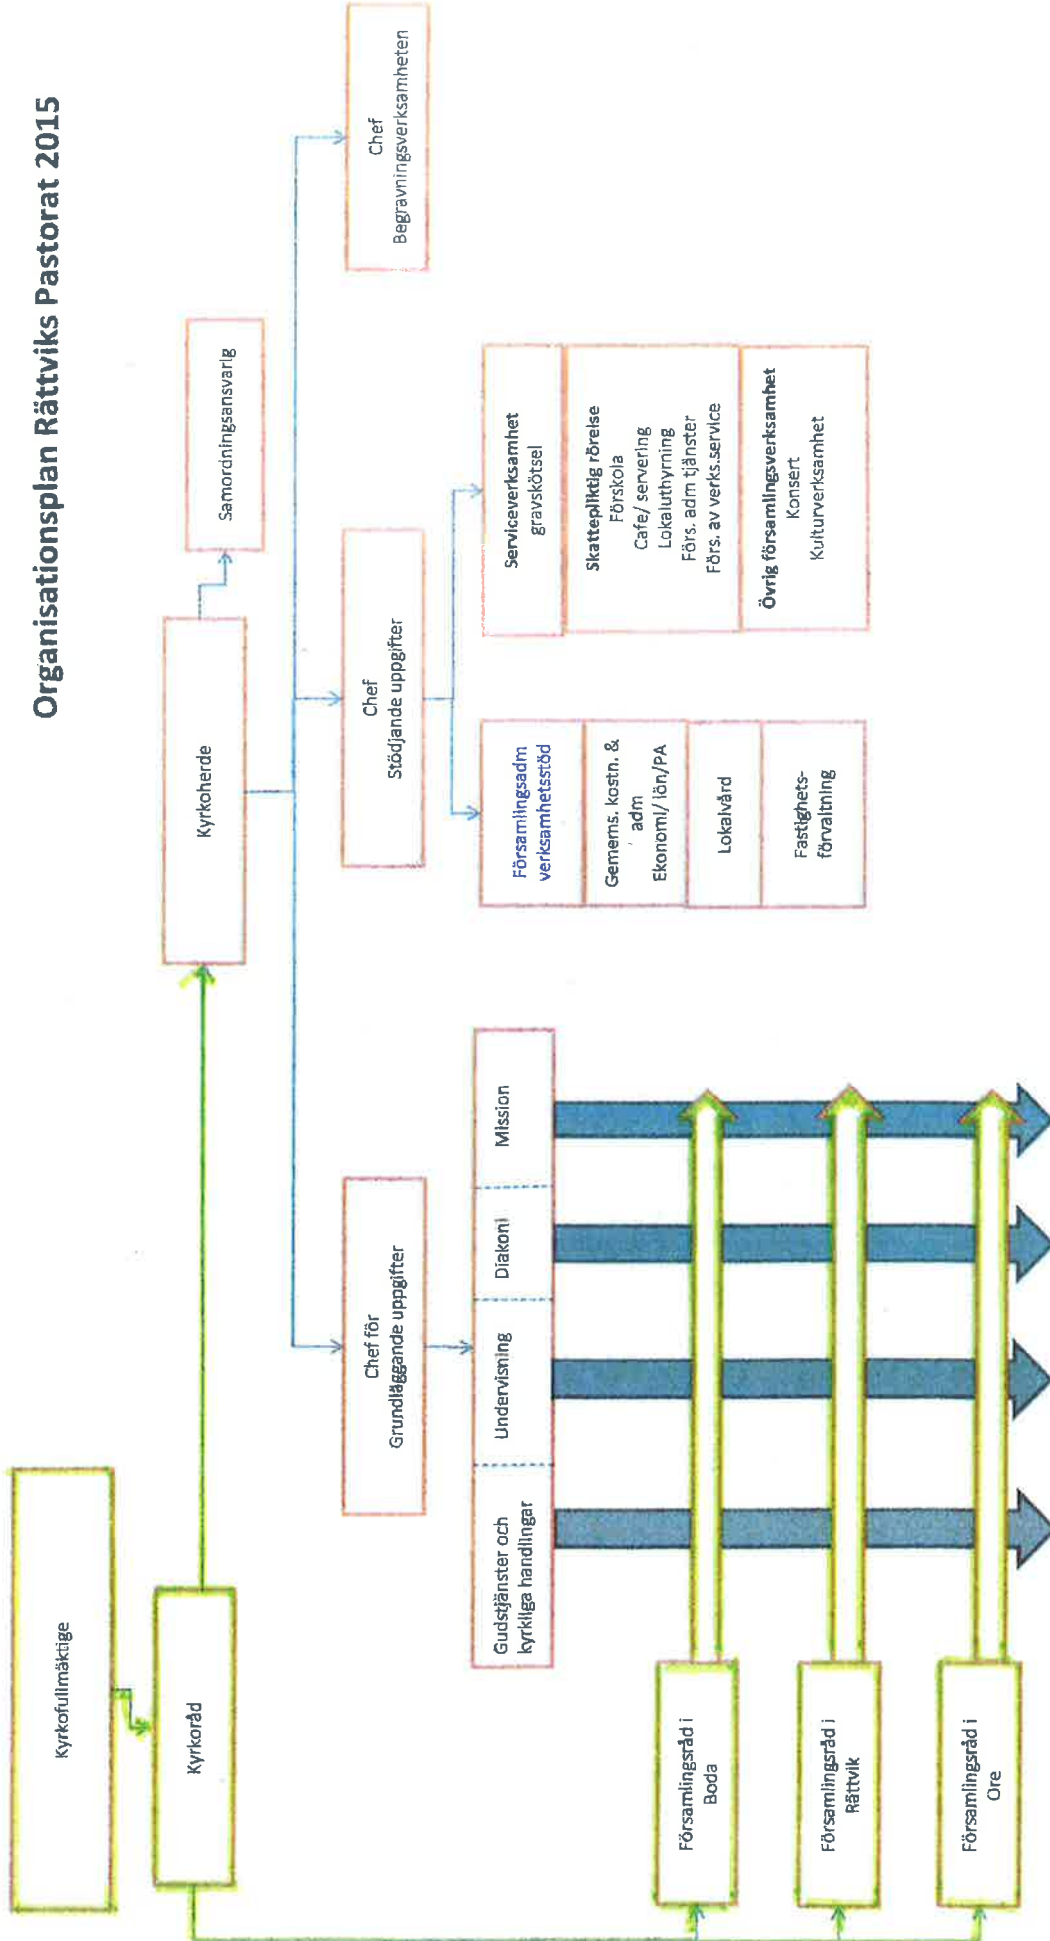 Organisationsplan Rättviks Pastorat 2015
Kyrkofullmäktige
Kyrkoråd
Kyrkoherde
Samordningsansvarig
Chef för
Grundläggande uppgifter
Chef
Stödjande uppgifter
Chef
Begravningsverksamheten
Gudstjänster och
kyrkliga handlingar
Undervisning
Diakoni
Mission
Församlingsadm
verksamhetsstöd
Gemems. kostn. &
adm
Ekonomi/ lön/PA
Lokalvård
Fastighets-
förvaltning
Serviceverksamhet
gravskötsel
Skattepliktig rörelse
Förskola
Cafe/ servering
Lokaluthyrning
Förs. adm tjänster
Förs. av verks.service
Övrig församlingsverksamhet
Konsert
Kulturverksamhet
Församlingsråd i
Boda
Församlingsråd i
Rättvik
Församlingsråd i
Ore